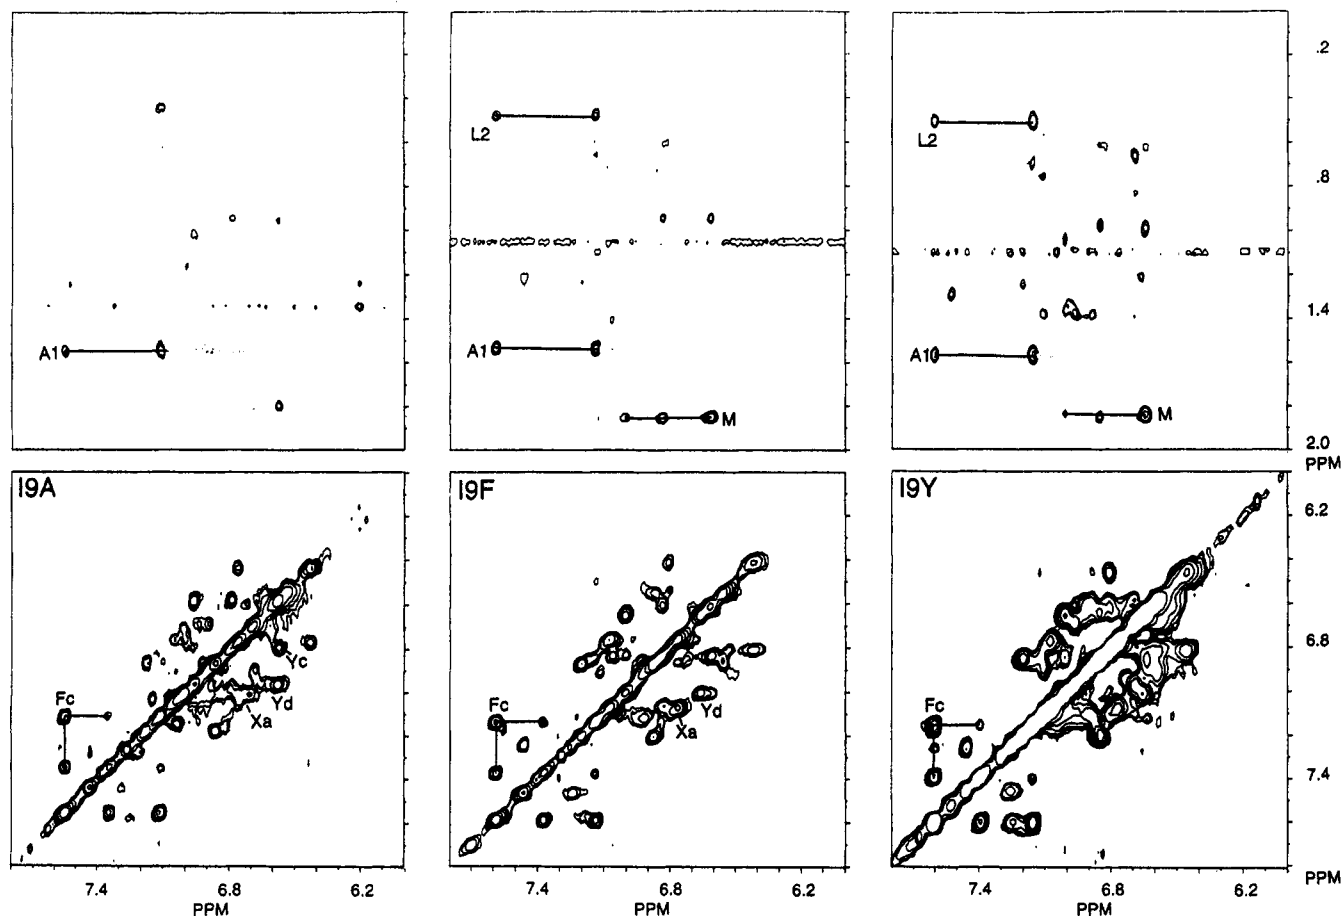 L2
A1
M
L2
A1
M
A1
.2
.8
1.4
2.0
PPM
I9A
Fc
Yc
Yd
Xa
I9F
Fc
Yd
Xa
I9Y
Fc
6.2
6.8
7.4
PPM
7.4 6.8 6.2
PPM
7.4 6.8 6.2
PPM
7.4 6.8 6.2
PPM